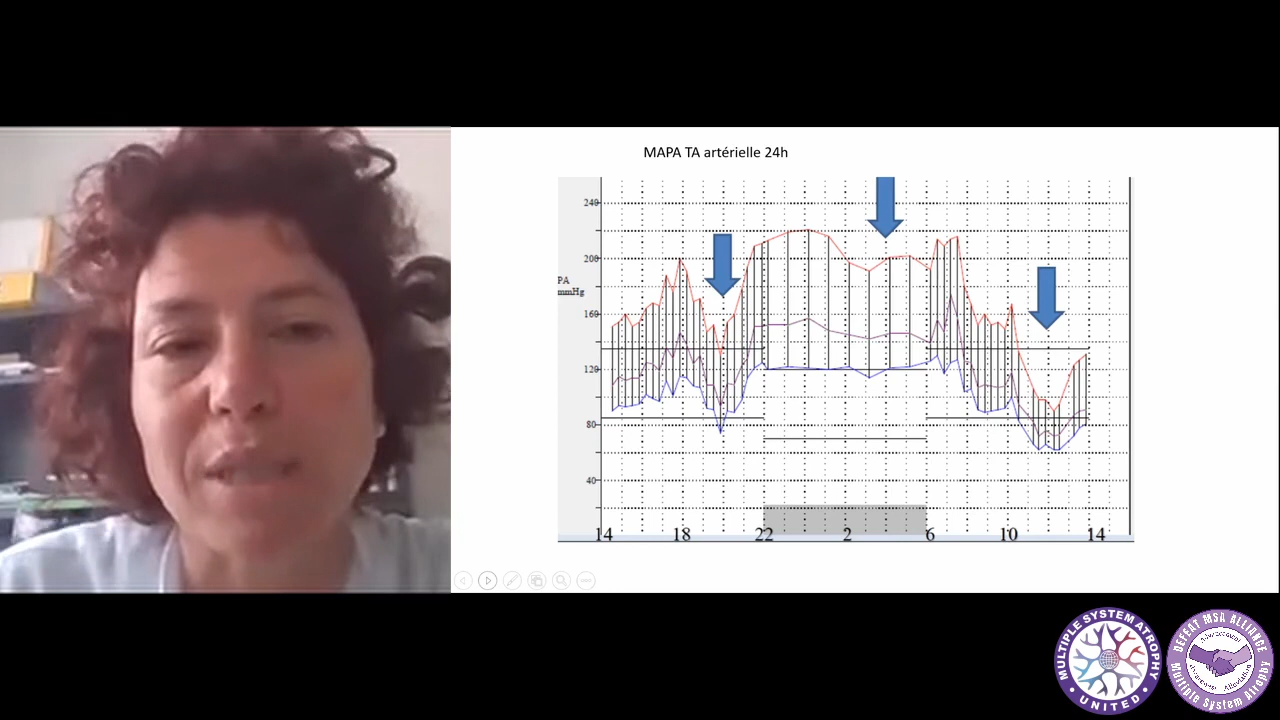 MAPA TA artérielle 24h
240
200
PA
mmHg
160
120
80
40
14 18 22 2 6 10 14
MULTIPLE SYSTEM ATROPHY
UNITED
DEFEAT MSA ALLIANCE
Multiple System Atrophy